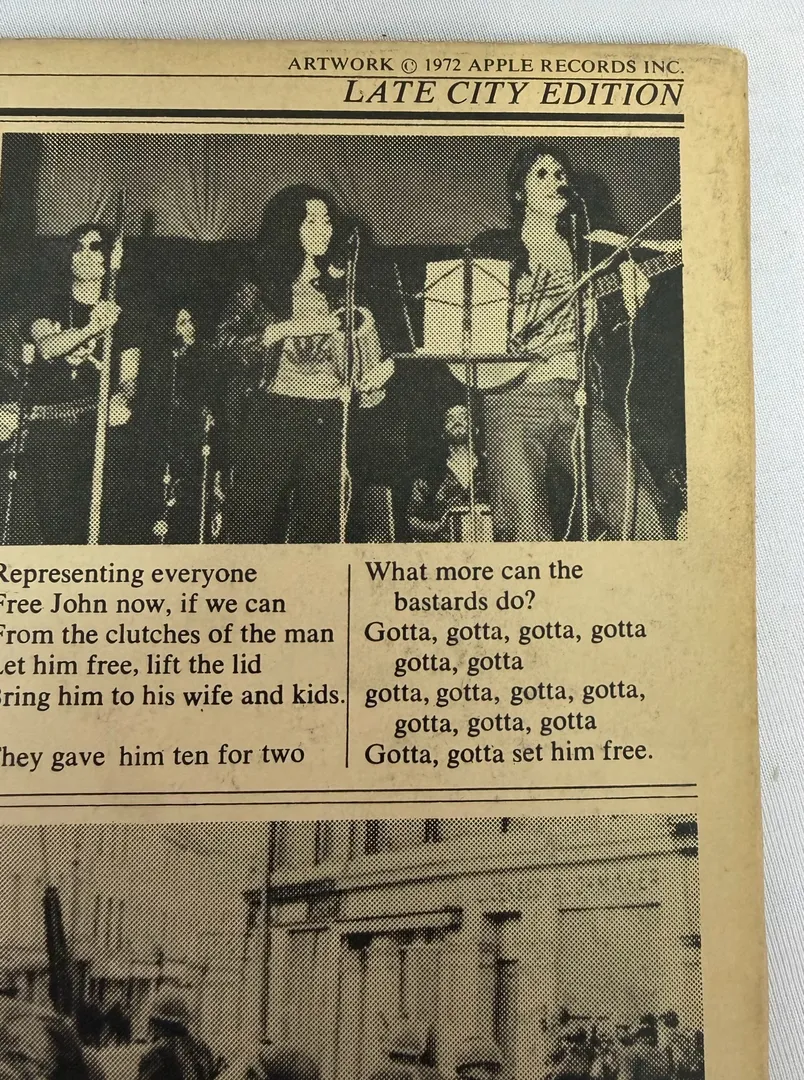 ARTWORK © 1972 APPLE RECORDS INC.
LATE CITY EDITION
Representing everyone
Free John now, if we can
From the clutches of the man
Let him free, lift the lid
Bring him to his wife and kids.
They gave him ten for two
What more can the
bastards do?
Gotta, gotta, gotta, gotta
gotta, gotta
gotta, gotta, gotta, gotta,
gotta, gotta, gotta
Gotta, gotta set him free.